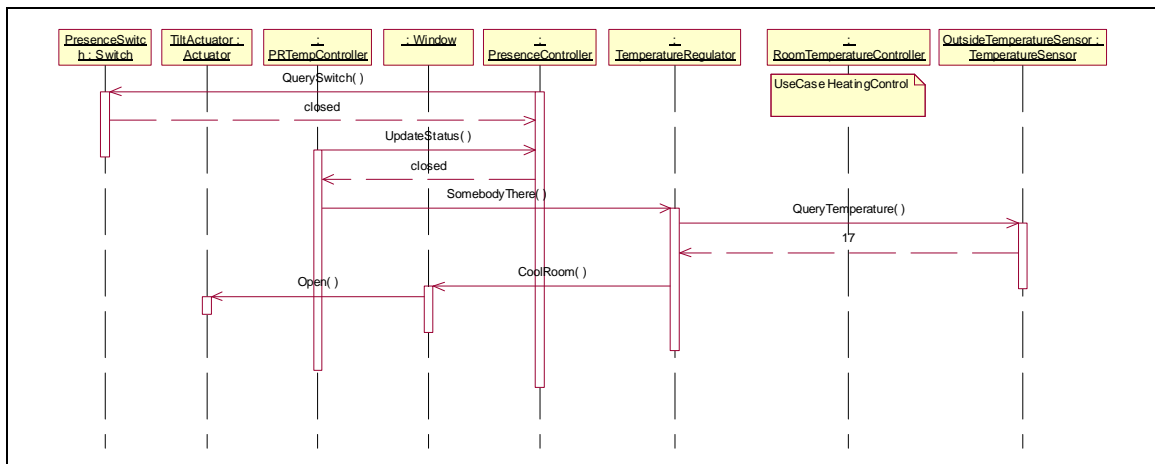 PresenceSwitc
h : Switch
TiltActuator :
Actuator
:
PRTempController
: Window
:
PresenceController
:
TemperatureRegulator
:
RoomTemperatureController
OutsideTemperatureSensor :
TemperatureSensor
UseCase HeatingControl
QuerySwitch( )
closed
UpdateStatus( )
closed
SomebodyThere( )
QueryTemperature( )
17
CoolRoom( )
Open( )